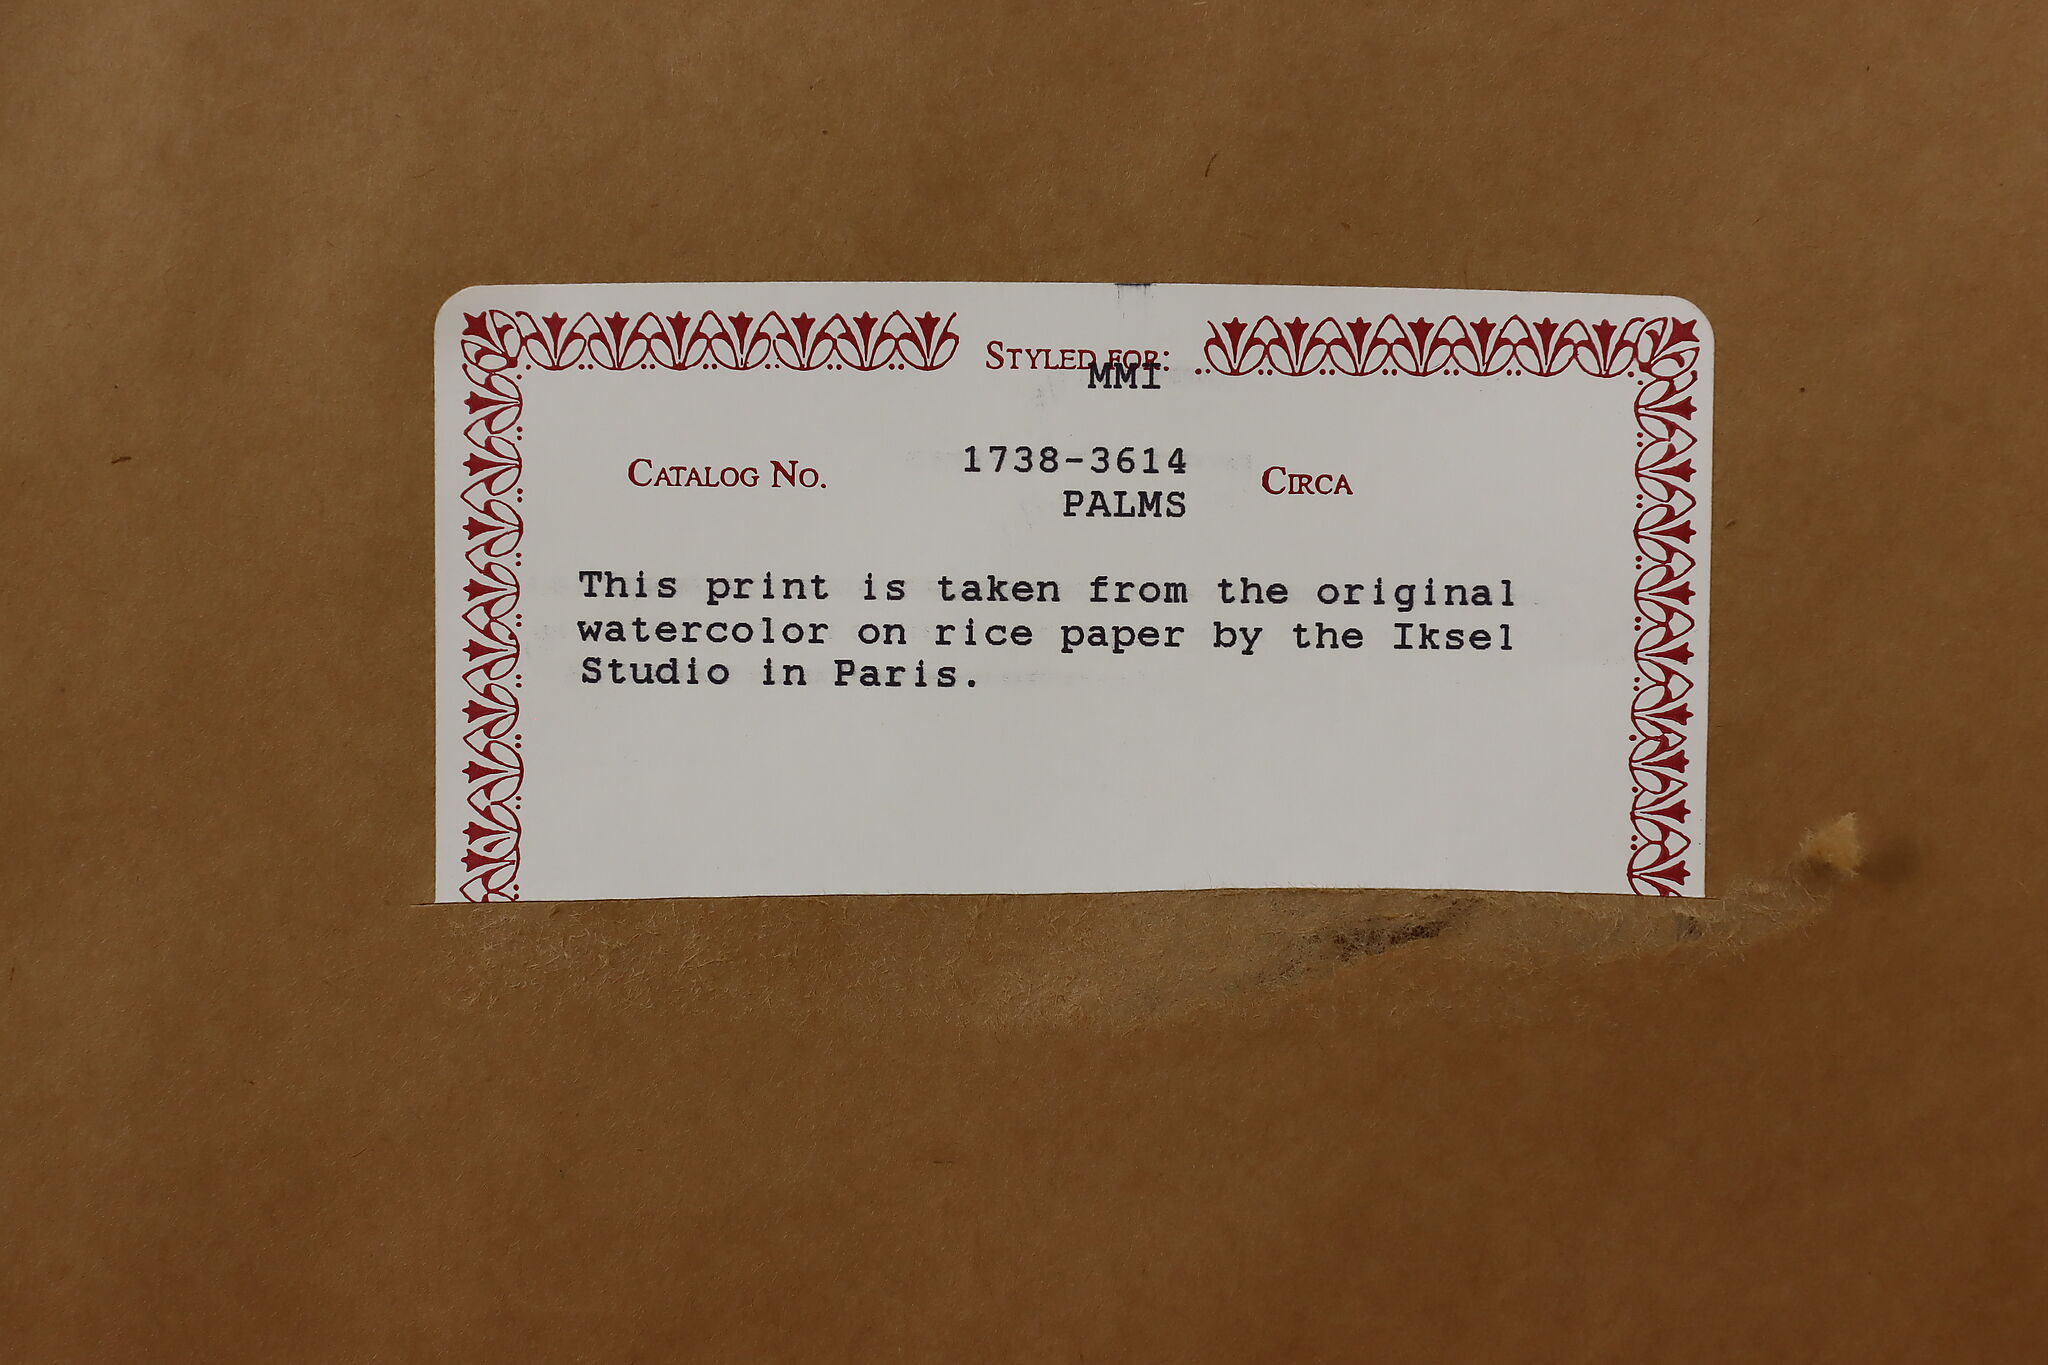 STYLED FOR:
MMI
CATALOG NO. 1738-3614 CIRCA
PALMS
This print is taken from the original
watercolor on rice paper by the Iksel
Studio in Paris.